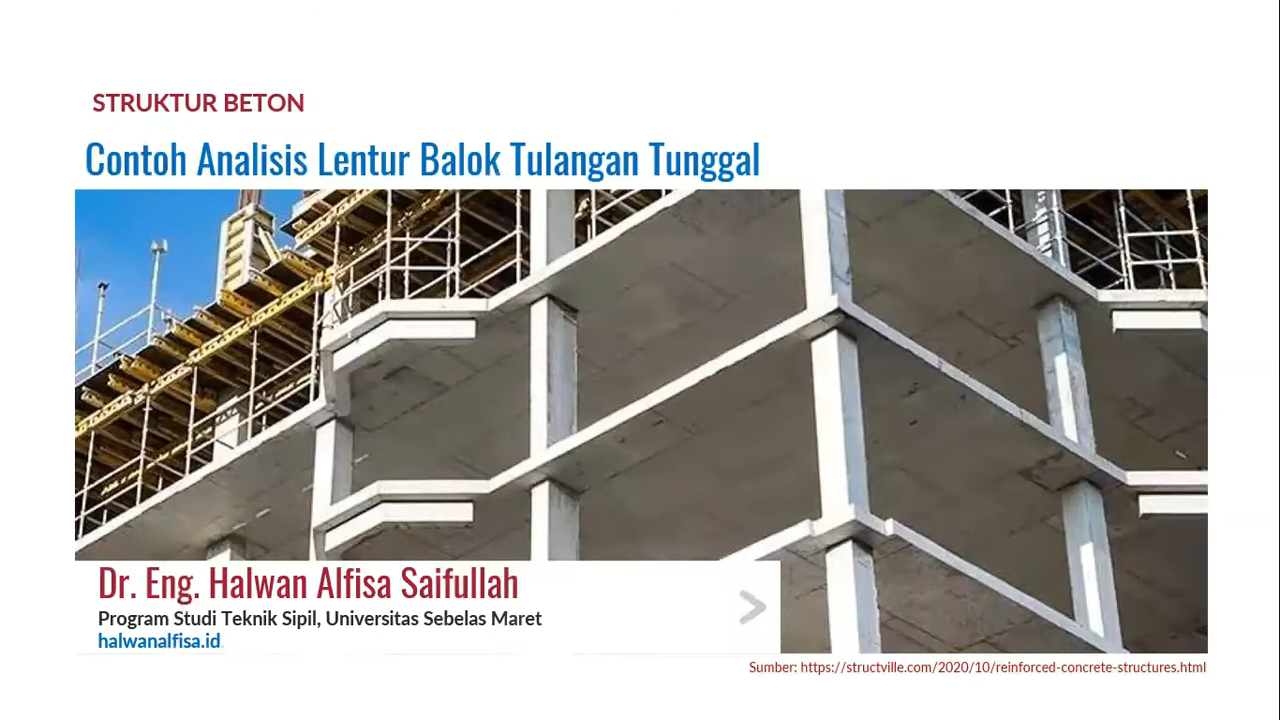 STRUKTUR BETON
Contoh Analisis Lentur Balok Tulangan Tunggal
Dr. Eng. Halwan Alfisa Saifullah
Program Studi Teknik Sipil, Universitas Sebelas Maret
halwanalfisa.id
Sumber: https://structville.com/2020/10/reinforced-concrete-structures.html